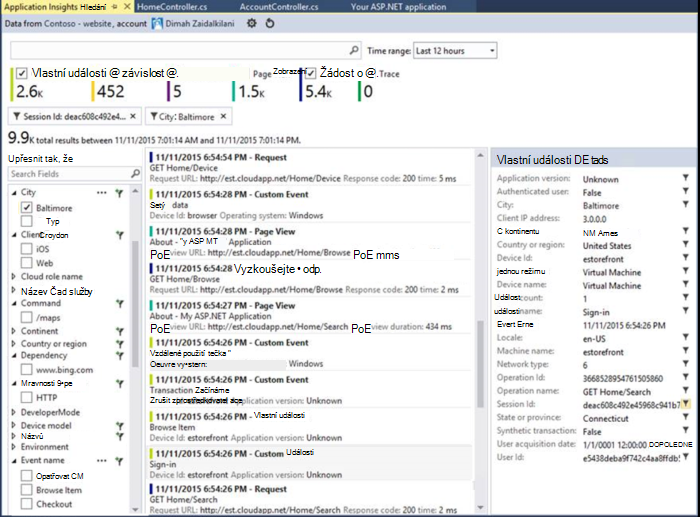 Application Insights Hledání
HomeController.cs
AccountController.cs
Your ASP.NET application
Data from Contoso - website, account Dimah Zaidalkilani
Time range: Last 12 hours
Vlastní události @ závislost @. Page Zobrazení Žádost o @. Trace
2.6K 452 5 1.5K 5.4K 0
Session Id: deac608c492e4... × City: Baltimore ×
9.9K total results between 11/11/2015 7:01:14 AM and 11/11/2015 7:01:14 PM.
Upřesnit tak, že
Search Fields
City
Baltimore
Typ
Client Croydon
iOS
Web
Cloud role name
Název Čad služby
Command
/maps
Continent
Country or region
Dependency
www.bing.com
Mravnosti 9•pe
HTTP
DeveloperMode
Device model
Názvů
Environment
Event name
Opatřovat CM
Browse Item
Checkout
11/11/2015 6:54:54 PM - Request
GET Home/Device
Request URL: http://est.cloudapp.net/Home/Device Response code: 200 time: 5 ms
11/11/2015 6:54:28 PM - Custom Event
Setý data
Device Id: browser Operating system: Windows
11/11/2015 6:54:28 PM - Page View
About - "y ASP MT Application
PoE view URL: http://est.cloudapp.net/Home/Browse PoE mms
11/11/2015 6:54:28 Vyzkoušejte • odp.
GET Home/Browse
Request URL: http://est.cloudapp.net/Home/Browse Response code: 200 time: 2 ms
11/11/2015 6:54:27 PM - Page View
About - My ASP.NET Application
PoE view URL: http://est.cloudapp.net/Home/Search PoE view duration: 434 ms
11/11/2015 6:54:26 PM - Custom Event
Vzdálené použití tečka "
Oeuvre vy•stern: Windows
11/11/2015 6:54:26 PM - Custom Event
Transaction Začínáme
Zrušit Application version: Unknown
11/11/2015 6:54:26 PM - Vlastní události
Browse Item
Device Id: estorefront Application version: Unknown
11/11/2015 6:54:26 PM - Custom Události
Sign-in
Device Id: estorefront Application version: Unknown
11/11/2015 6:54:26 PM - Request
GET Home/Search
Request URL: http://est.cloudapp.net/Home/Search Response code: 200 time: 2 ms
Vlastní události DE tads
Application version: Unknown
Authenticated user: False
City: Baltimore
Client IP address: 3.0.0.0
C kontinentu NM Ames
Country or region: United States
Device Id: estorefront
jednou režimu Virtual Machine
Device name: Virtual Machine
Událost count: 1
události name: Sign-in
Evert Erne 11/11/2015 6:54:26 PM
Locale: en-US
Machine name: estorefront
Network type: 6
Operation Id: 3668528954761505860
Operation name: GET Home/Search
Session Id: deac608c492e45968c941b7
State or province: Connecticut
Synthetic transaction: False
User acquisition date: 1/1/0001 12:00:00 DOPOLEDNE
User Id: e5438deba9f742c4aa8ffdb!